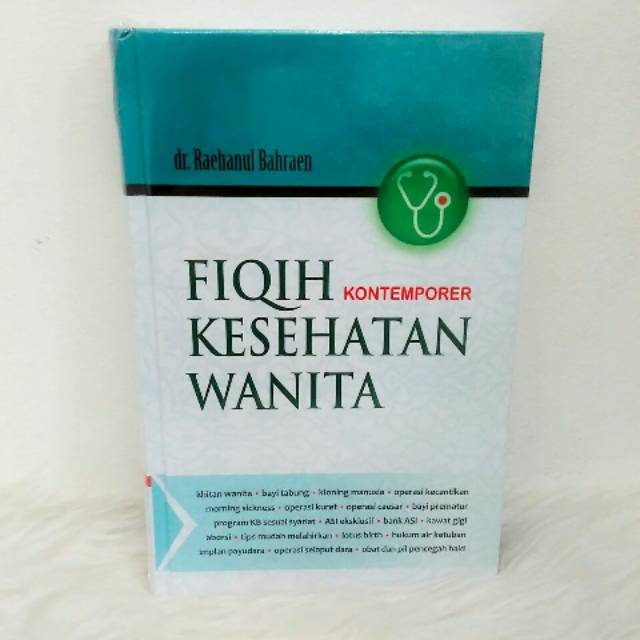 dr. Raehanul Bahraen
FIQIH KONTEMPORER
KESEHATAN
WANITA
khitan wanita • bayi tabung • kloning manusia • operasi kecantikan
morning sickness • operasi kuret • operasi caesar • bayi prematur
program KB sesuai syariat • ASI eksklusif • bank ASI • kawat gigi
aborsi • tips mudah melahirkan • lotus birth • hukum air ketuban
implan payudara • operasi selaput dara • obat dan pil pencegah haid